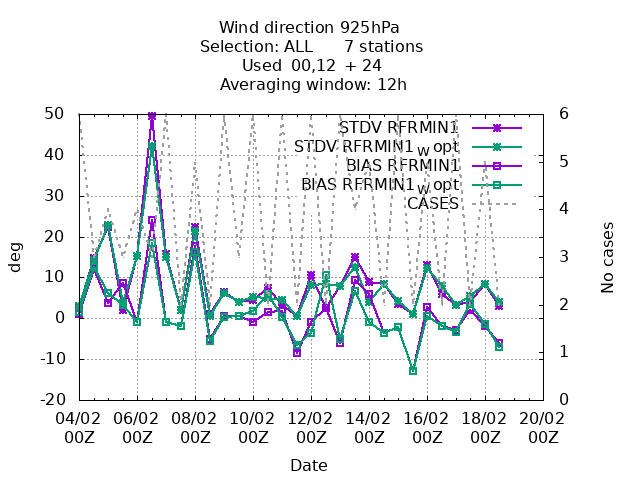 Wind direction 925hPa
Selection: ALL 7 stations
Used 00,12 + 24
Averaging window: 12h
50 6
STDV RFRMIN1
STDV RFRMIN1_W opt
BIAS RFRMIN1
BIAS RFRMIN1_W opt
CASES
40 5
30 4
20 3
10 2
0 1
-10 0
-20
deg
No cases
04/02 06/02 08/02 10/02 12/02 14/02 16/02 18/02 20/02
00Z 00Z 00Z 00Z 00Z 00Z 00Z 00Z 00Z
Date